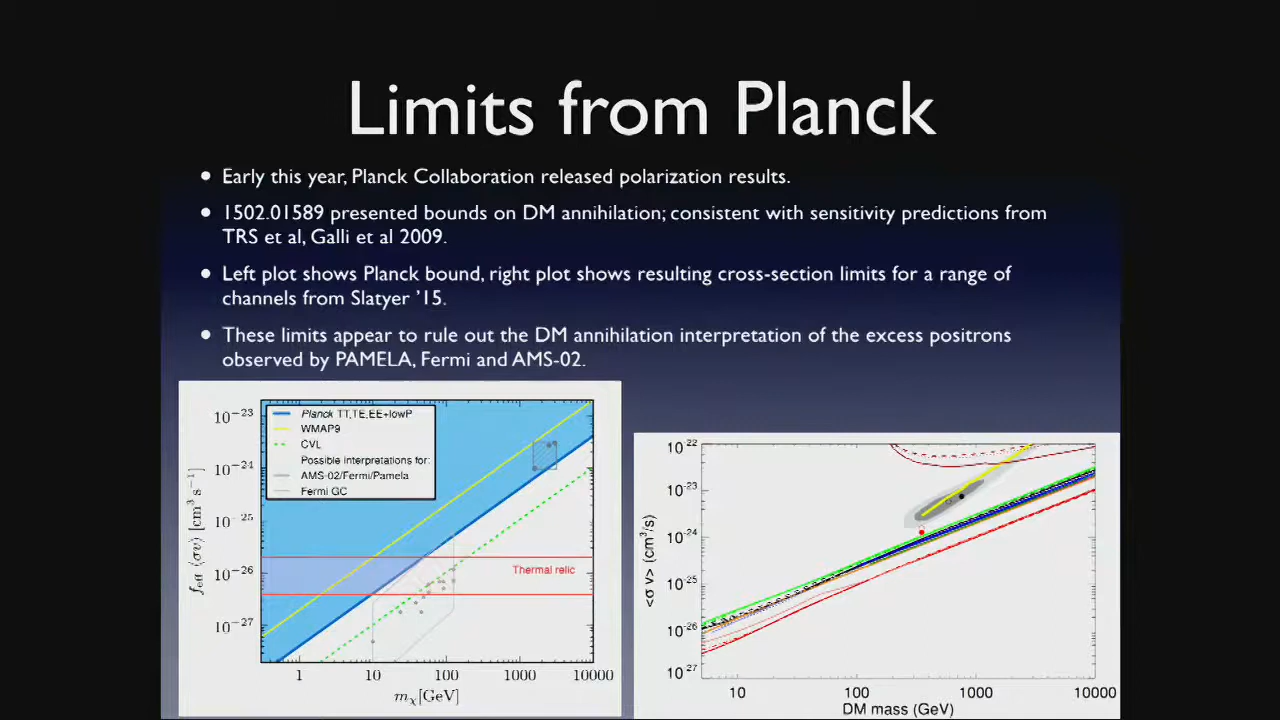 Limits from Planck
• Early this year, Planck Collaboration released polarization results.
• 1502.01589 presented bounds on DM annihilation; consistent with sensitivity predictions from
TRS et al, Galli et al 2009.
• Left plot shows Planck bound, right plot shows resulting cross-section limits for a range of
channels from Slatyer '15.
• These limits appear to rule out the DM annihilation interpretation of the excess positrons
observed by PAMELA, Fermi and AMS-02.
Planck TT,TE,EE+lowP
WMAP9
CVL
Possible interpretations for:
AMS-02/Fermi/Pamela
Fermi GC
Thermal relic
10⁻²³
10⁻²⁴
10⁻²⁵
10⁻²⁶
10⁻²⁷
f_eff ⟨σv⟩ [cm³ s⁻¹]
1 10 100 1000 10000
m_χ[GeV]
10⁻²²
10⁻²³
10⁻²⁴
10⁻²⁵
10⁻²⁶
10⁻²⁷
<σ v> (cm³/s)
10 100 1000 10000
DM mass (GeV)